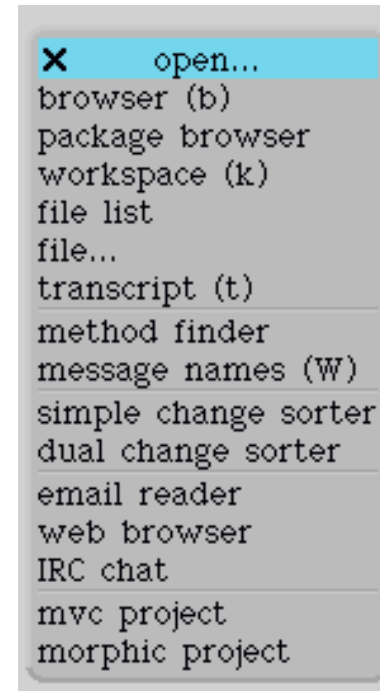 × open...
browser (b)
package browser
workspace (k)
file list
file...
transcript (t)
method finder
message names (W)
simple change sorter
dual change sorter
email reader
web browser
IRC chat
mvc project
morphic project